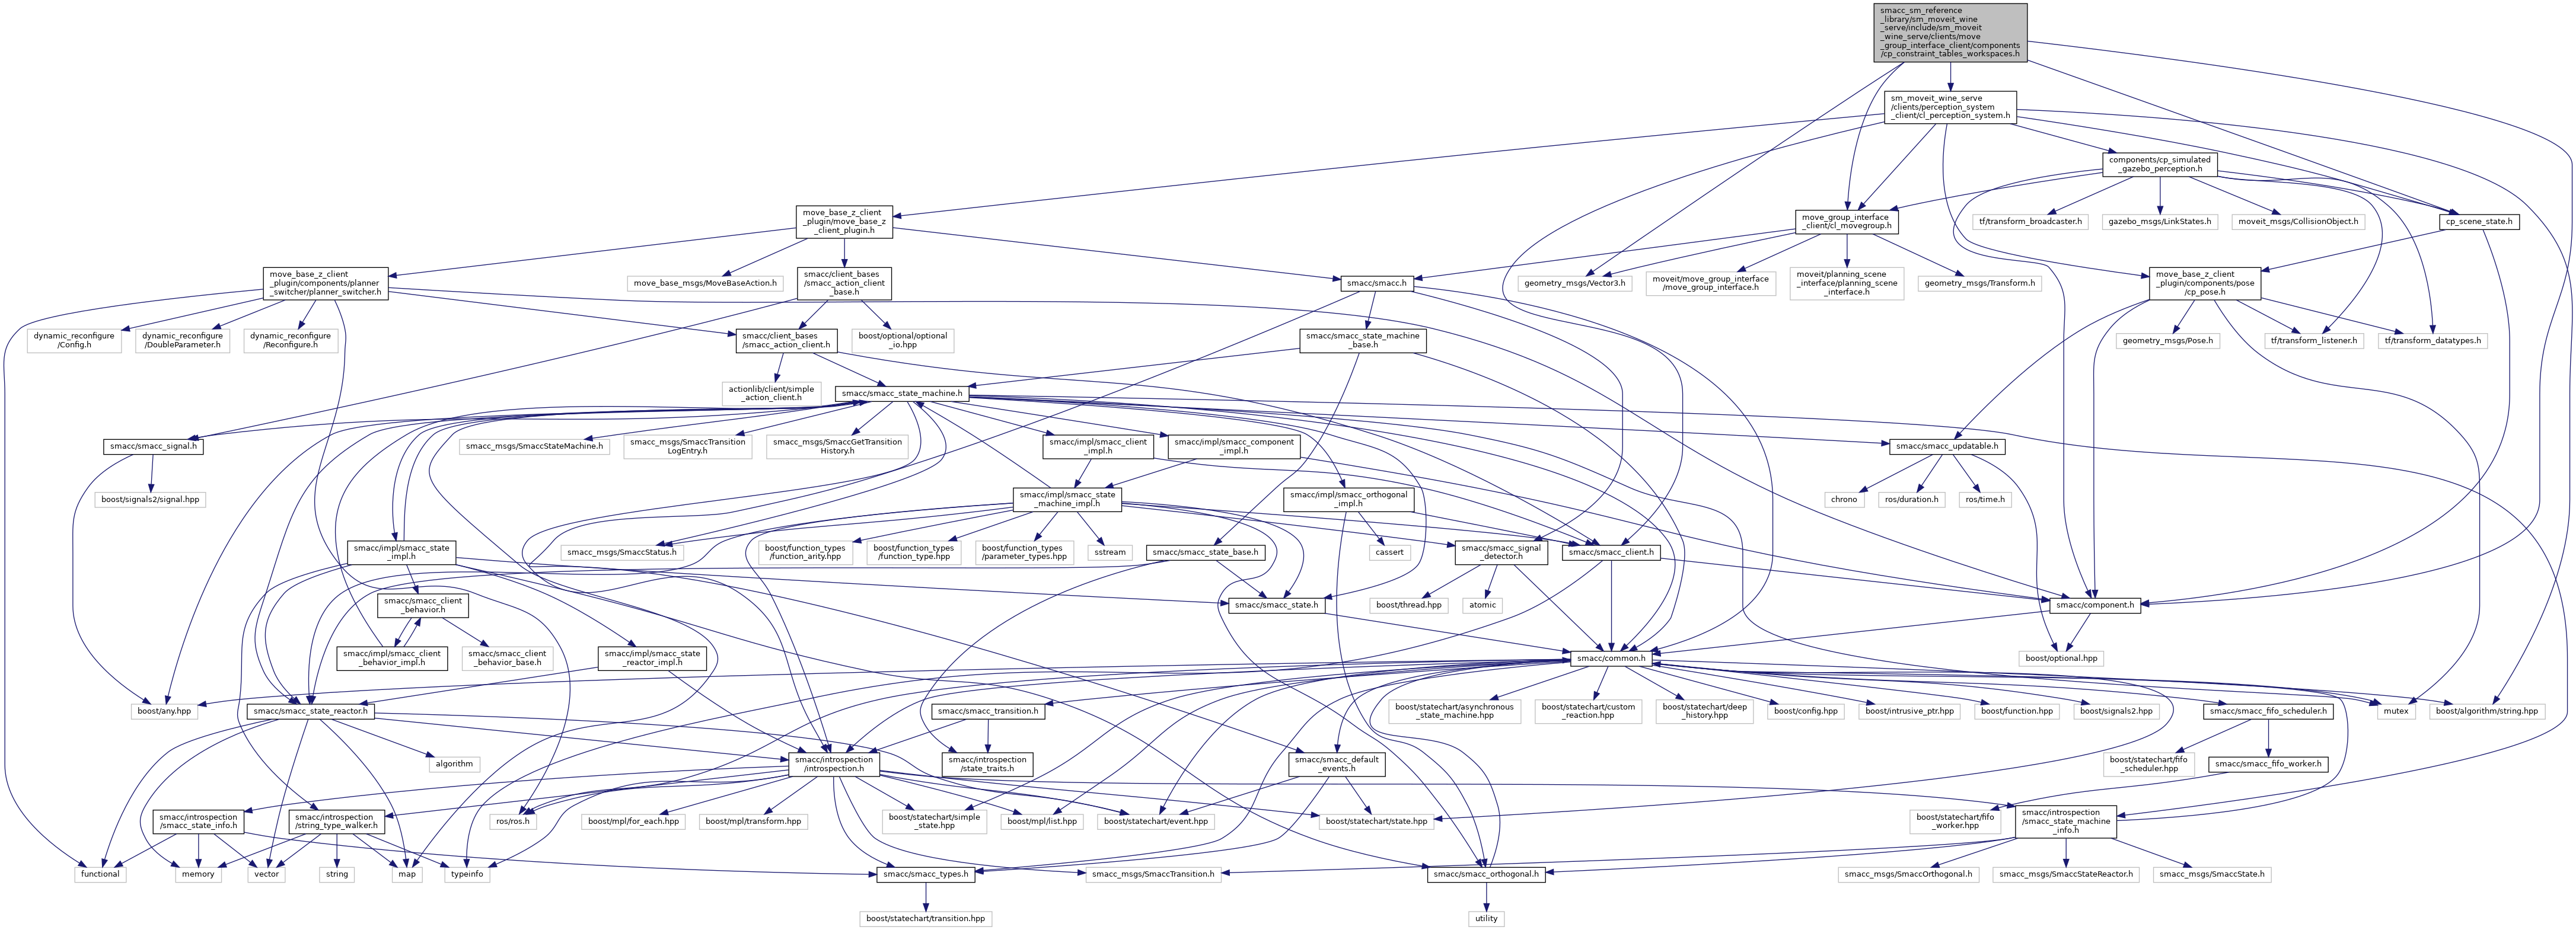 smacc_sm_reference
_library/sm_moveit_wine
_serve/include/sm_moveit
_wine_serve/clients/move
_group_interface_client/components
/cp_constraint_tables_workspaces.h
sm_moveit_wine_serve
/clients/perception_system
_client/cl_perception_system.h
components/cp_simulated
_gazebo_perception.h
move_base_z_client
_plugin/move_base_z
_client_plugin.h
move_group_interface
_client/cl_movegroup.h
tf/transform_broadcaster.h
gazebo_msgs/LinkStates.h
moveit_msgs/CollisionObject.h
cp_scene_state.h
move_base_z_client
_plugin/components/planner
_switcher/planner_switcher.h
move_base_msgs/MoveBaseAction.h
smacc/client_bases
/smacc_action_client
_base.h
smacc/smacc.h
geometry_msgs/Vector3.h
moveit/move_group_interface
/move_group_interface.h
moveit/planning_scene
_interface/planning_scene
_interface.h
geometry_msgs/Transform.h
move_base_z_client
_plugin/components/pose
/cp_pose.h
dynamic_reconfigure
/Config.h
dynamic_reconfigure
/DoubleParameter.h
dynamic_reconfigure
/Reconfigure.h
smacc/client_bases
/smacc_action_client.h
boost/optional/optional
_io.hpp
smacc/smacc_state_machine
_base.h
geometry_msgs/Pose.h
tf/transform_listener.h
tf/transform_datatypes.h
actionlib/client/simple
_action_client.h
smacc/smacc_state_machine.h
smacc/smacc_signal.h
smacc_msgs/SmaccStateMachine.h
smacc_msgs/SmaccTransition
LogEntry.h
smacc_msgs/SmaccGetTransition
History.h
smacc/impl/smacc_client
_impl.h
smacc/impl/smacc_component
_impl.h
smacc/smacc_updatable.h
boost/signals2/signal.hpp
smacc/impl/smacc_state
_machine_impl.h
smacc/impl/smacc_orthogonal
_impl.h
chrono
ros/duration.h
ros/time.h
smacc/impl/smacc_state
_impl.h
smacc_msgs/SmaccStatus.h
boost/function_types
/function_arity.hpp
boost/function_types
/function_type.hpp
boost/function_types
/parameter_types.hpp
sstream
smacc/smacc_state_base.h
cassert
smacc/smacc_signal
_detector.h
smacc/smacc_client.h
smacc/smacc_client
_behavior.h
smacc/smacc_state.h
boost/thread.hpp
atomic
smacc/component.h
smacc/impl/smacc_client
_behavior_impl.h
smacc/smacc_client
_behavior_base.h
smacc/impl/smacc_state
_reactor_impl.h
smacc/common.h
boost/optional.hpp
boost/any.hpp
smacc/smacc_state_reactor.h
smacc/smacc_transition.h
boost/statechart/asynchronous
_state_machine.hpp
boost/statechart/custom
_reaction.hpp
boost/statechart/deep
_history.hpp
boost/config.hpp
boost/intrusive_ptr.hpp
boost/function.hpp
boost/signals2.hpp
smacc/smacc_fifo_scheduler.h
mutex
boost/algorithm/string.hpp
algorithm
smacc/introspection
/introspection.h
smacc/introspection
/state_traits.h
smacc/smacc_default
_events.h
boost/statechart/fifo
_scheduler.hpp
smacc/smacc_fifo_worker.h
smacc/introspection
/smacc_state_info.h
smacc/introspection
/string_type_walker.h
ros/ros.h
boost/mpl/for_each.hpp
boost/mpl/transform.hpp
boost/statechart/simple
_state.hpp
boost/mpl/list.hpp
boost/statechart/event.hpp
boost/statechart/state.hpp
boost/statechart/fifo
_worker.hpp
smacc/introspection
/smacc_state_machine
_info.h
functional
memory
vector
string
map
typeinfo
smacc/smacc_types.h
smacc_msgs/SmaccTransition.h
smacc/smacc_orthogonal.h
smacc_msgs/SmaccOrthogonal.h
smacc_msgs/SmaccStateReactor.h
smacc_msgs/SmaccState.h
boost/statechart/transition.hpp
utility